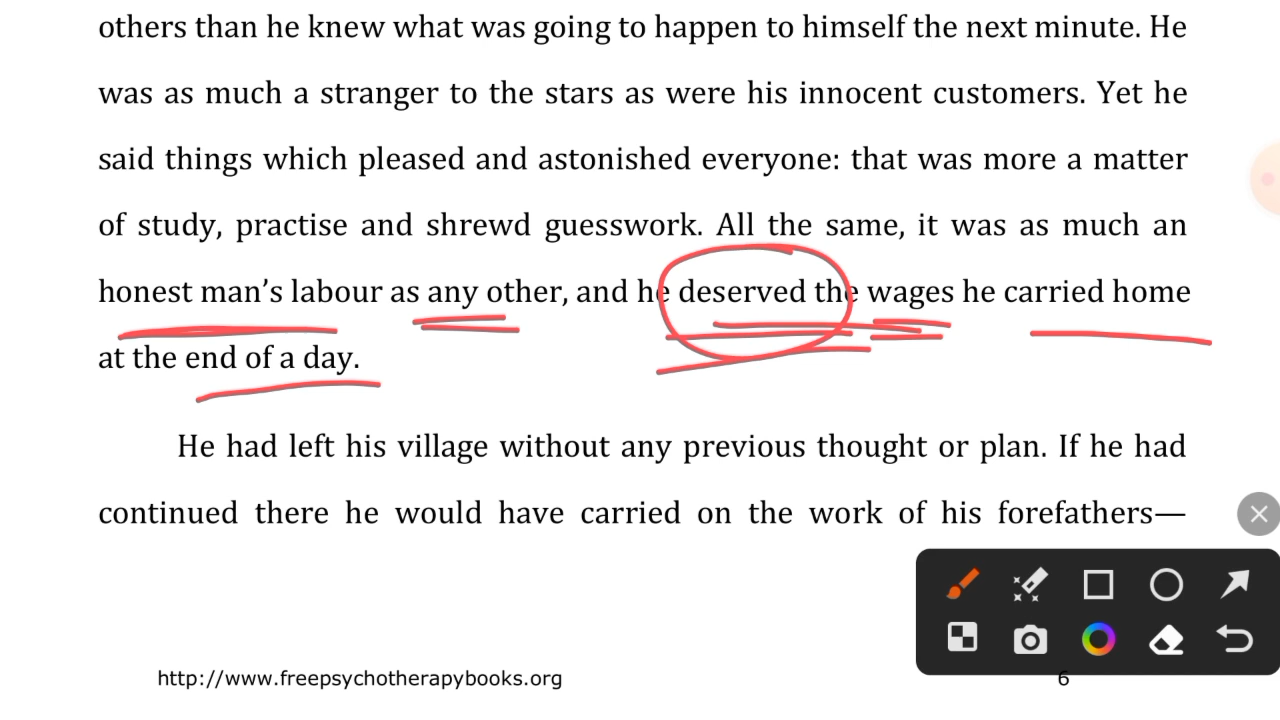 others than he knew what was going to happen to himself the next minute. He
was as much a stranger to the stars as were his innocent customers. Yet he
said things which pleased and astonished everyone: that was more a matter
of study, practise and shrewd guesswork. All the same, it was as much an
honest man’s labour as any other, and he deserved the wages he carried home
at the end of a day.
He had left his village without any previous thought or plan. If he had
continued there he would have carried on the work of his forefathers—
http://www.freepsychotherapybooks.org
6